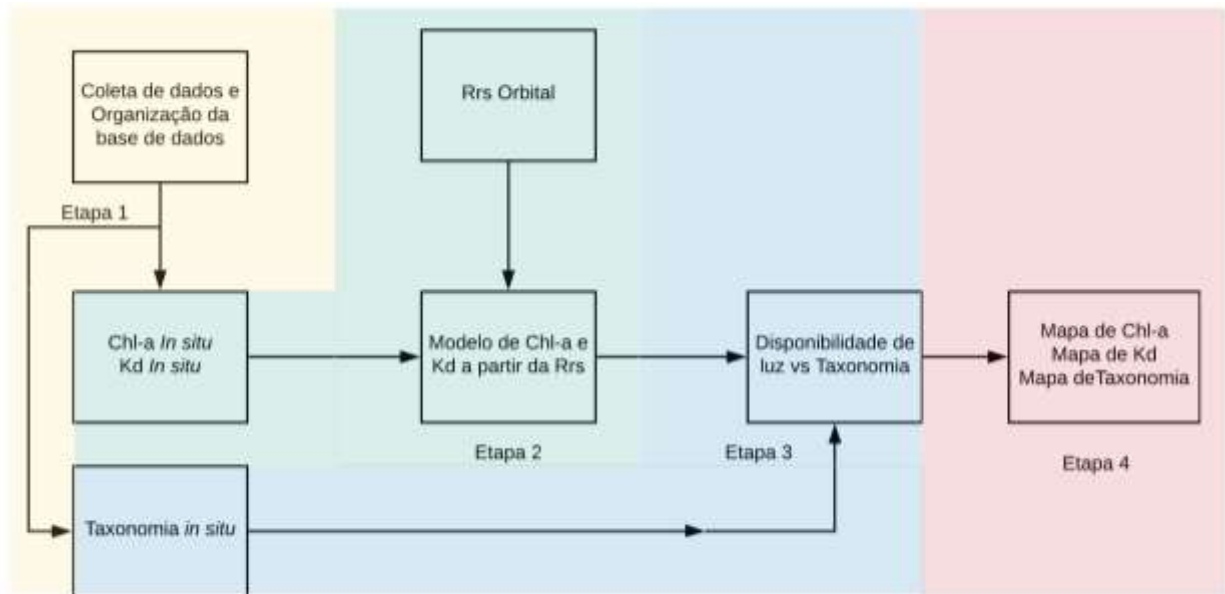 Coleta de dados e
Organização da
base de dados
Rrs Orbital
Etapa 1
Chl-a In situ
Kd In situ
Modelo de Chl-a e
Kd a partir da Rrs
Disponibilidade de
luz vs Taxonomia
Mapa de Chl-a
Mapa de Kd
Mapa deTaxonomia
Etapa 2
Etapa 3
Etapa 4
Taxonomia in situ